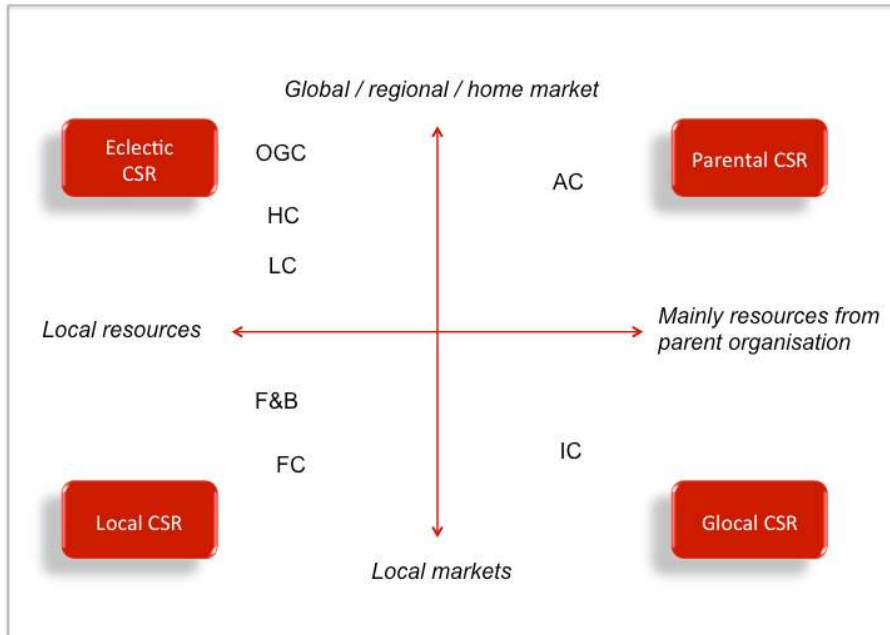 Global / regional / home market
Eclectic
CSR
OGC
Parental CSR
AC
HC
LC
Local resources
Mainly resources from
parent organisation
F&B
FC
IC
Local CSR
Glocal CSR
Local markets